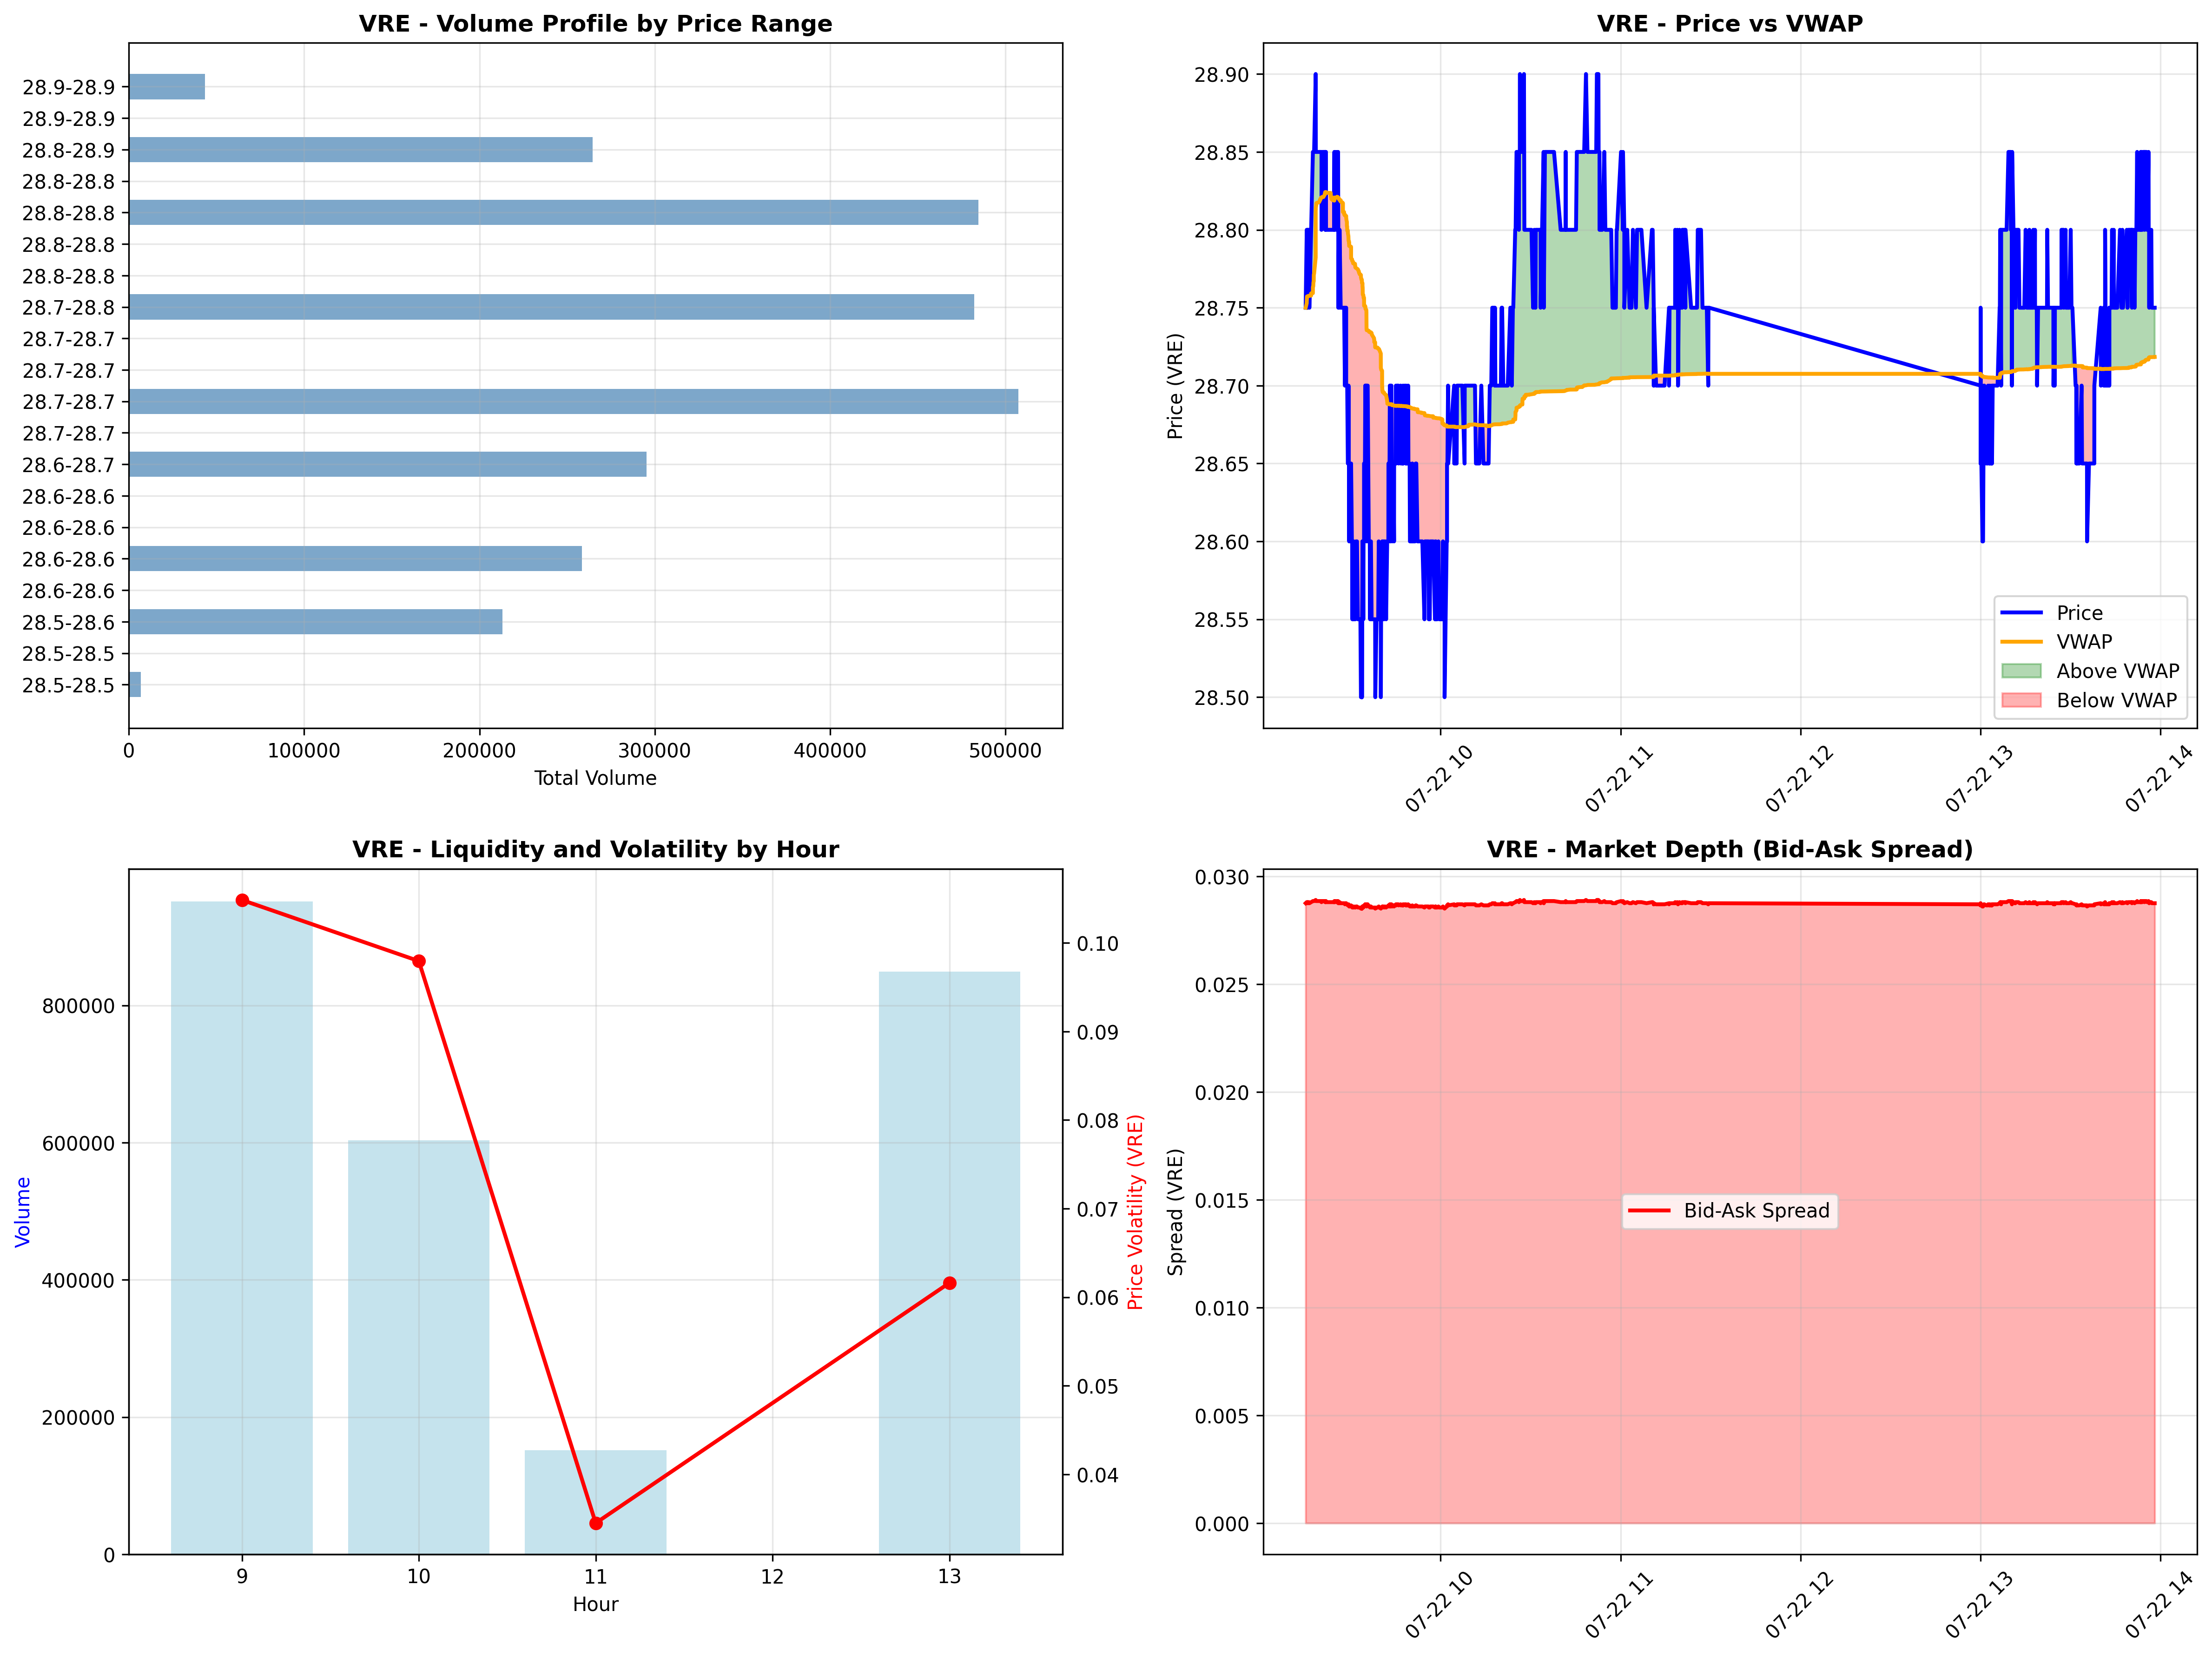 VRE - Volume Profile by Price Range
28.9-28.9
28.9-28.9
28.8-28.9
28.8-28.8
28.8-28.8
28.8-28.8
28.8-28.8
28.7-28.8
28.7-28.7
28.7-28.7
28.7-28.7
28.7-28.7
28.6-28.7
28.6-28.6
28.6-28.6
28.6-28.6
28.6-28.6
28.5-28.6
28.5-28.5
28.5-28.5
0 100000 200000 300000 400000 500000
Total Volume
VRE - Price vs VWAP
Price (VRE)
28.90
28.85
28.80
28.75
28.70
28.65
28.60
28.55
28.50
Price
VWAP
Above VWAP
Below VWAP
07-22 10 07-22 11 07-22 12 07-22 13 07-22 14
VRE - Liquidity and Volatility by Hour
Volume
800000
600000
400000
200000
0
9 10 11 12 13
Hour
0.10
0.09
0.08
0.07
0.06
0.05
0.04
Price Volatility (VRE)
VRE - Market Depth (Bid-Ask Spread)
Spread (VRE)
0.030
0.025
0.020
0.015
0.010
0.005
0.000
Bid-Ask Spread
07-22 10 07-22 11 07-22 12 07-22 13 07-22 14